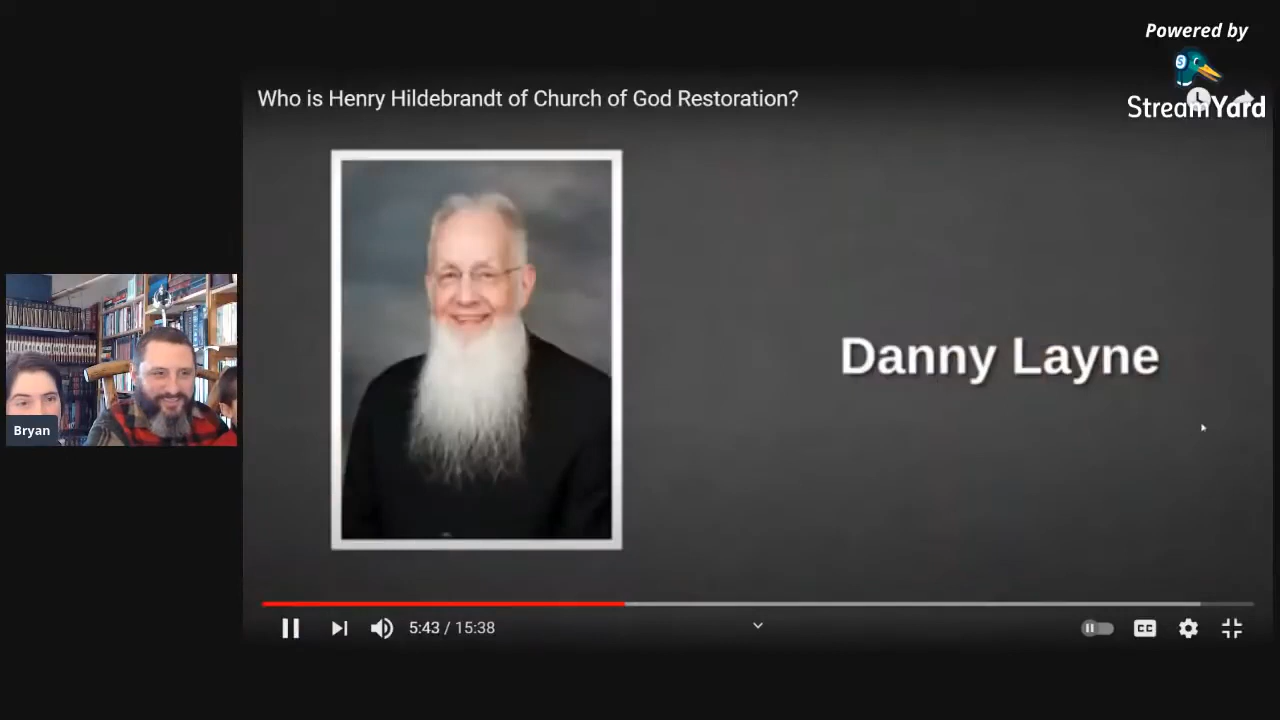 Powered by
StreamYard
Who is Henry Hildebrandt of Church of God Restoration?
Danny Layne
Bryan
5:43 / 15:38
CC